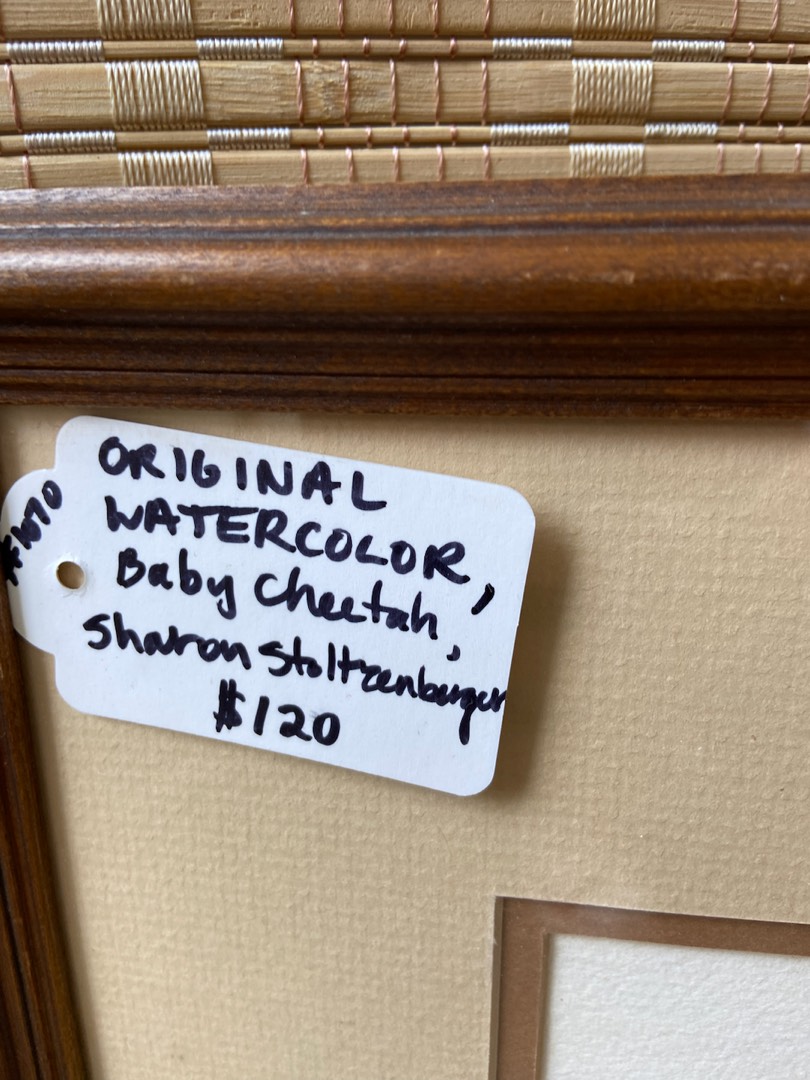 ORIGINAL
WATERCOLOR,
Baby Cheetah,
Sharon Stoltzenberger
$120
#1070